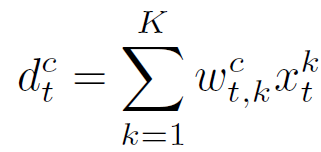 $d_t^c = \sum_{k=1}^{K} w_{t,k}^c x_t^k$